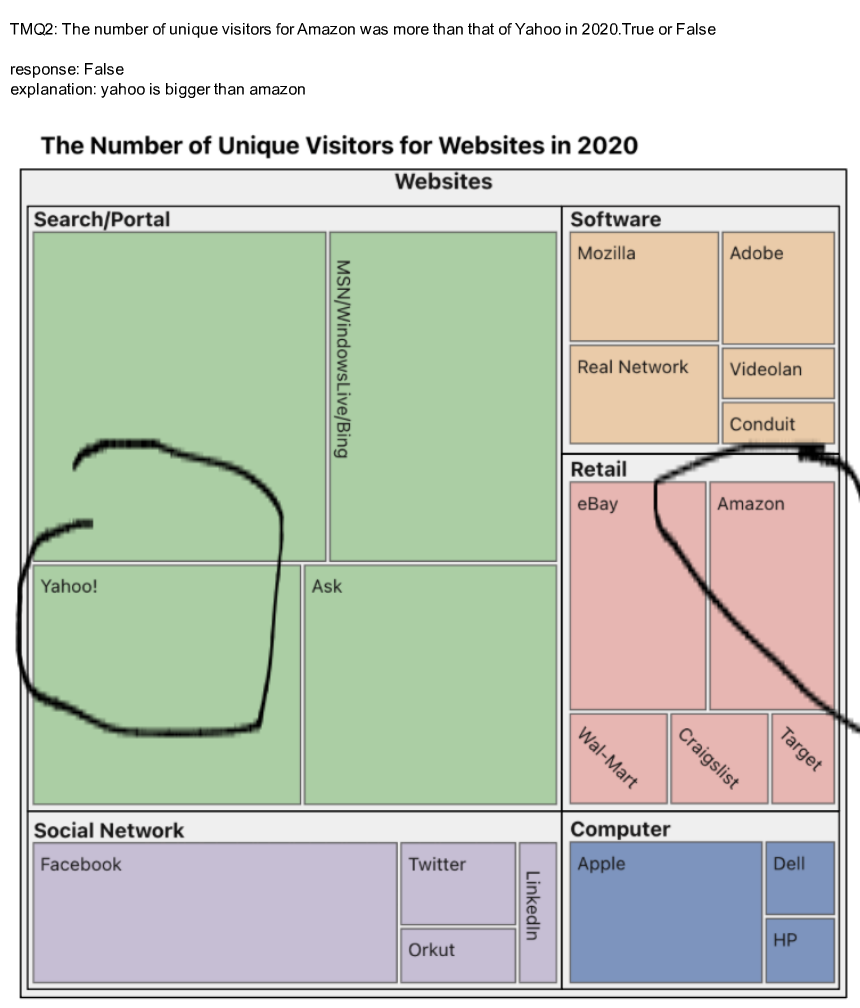 TMQ2: The number of unique visitors for Amazon was more than that of Yahoo in 2020.True or False
response: False
explanation: yahoo is bigger than amazon
The Number of Unique Visitors for Websites in 2020
Websites
Search/Portal
MSN/WindowsLive/Bing
Yahoo!
Ask
Software
Mozilla
Adobe
Real Network
Videolan
Conduit
Retail
eBay
Amazon
Wal-Mart
Craigslist
Target
Social Network
Facebook
Twitter
LinkedIn
Orkut
Computer
Apple
Dell
HP